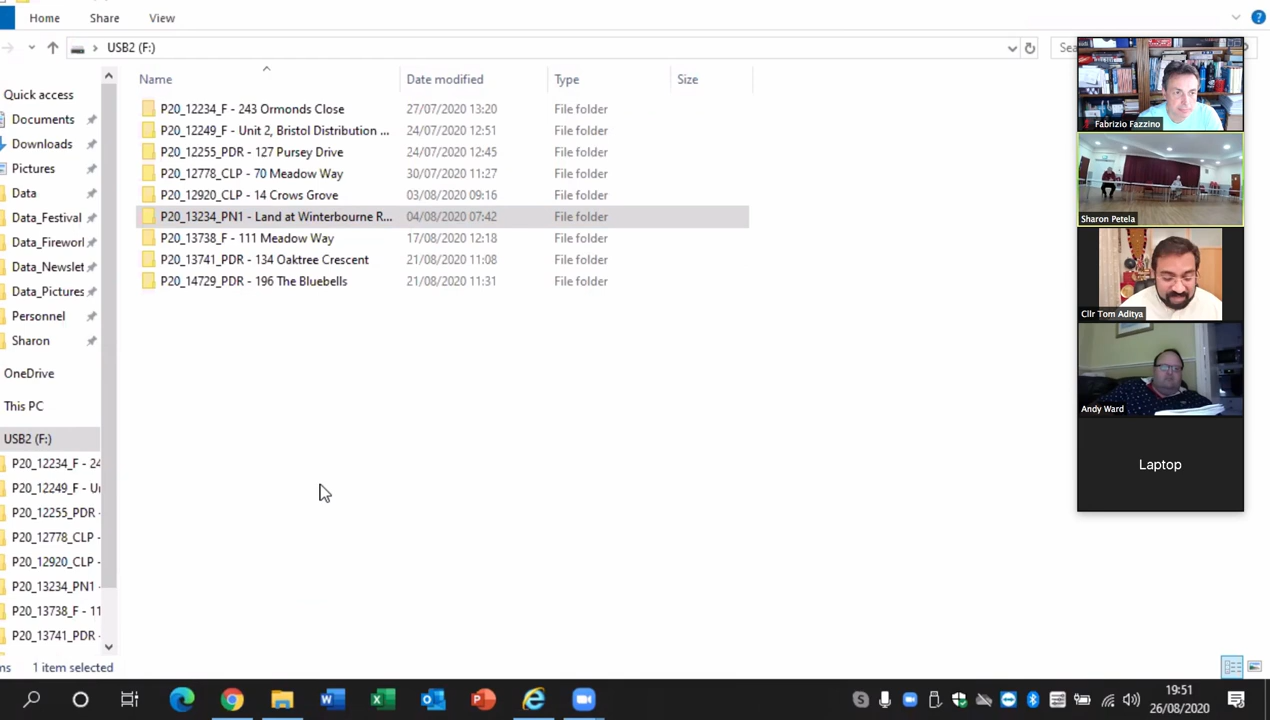 Home Share View
USB2 (F:)
Sea
Name Date modified Type Size
Quick access
Documents
Downloads
Pictures
Data
Data_Festival
Data_Firewor
Data_Newslet
Data_Pictures
Personnel
Sharon
OneDrive
This PC
USB2 (F:)
P20_12234_F - 24
P20_12249_F - Ur
P20_12255_PDR -
P20_12778_CLP -
P20_12920_CLP -
P20_13234_PN1 -
P20_13738_F - 11
P20_13741_PDR -
P20_12234_F - 243 Ormonds Close 27/07/2020 13:20 File folder
P20_12249_F - Unit 2, Bristol Distribution ... 24/07/2020 12:51 File folder
P20_12255_PDR - 127 Pursey Drive 24/07/2020 12:45 File folder
P20_12778_CLP - 70 Meadow Way 30/07/2020 11:27 File folder
P20_12920_CLP - 14 Crows Grove 03/08/2020 09:16 File folder
P20_13234_PN1 - Land at Winterbourne R... 04/08/2020 07:42 File folder
P20_13738_F - 111 Meadow Way 17/08/2020 12:18 File folder
P20_13741_PDR - 134 Oaktree Crescent 21/08/2020 11:08 File folder
P20_14729_PDR - 196 The Bluebells 21/08/2020 11:31 File folder
Fabrizio Fazzino
Sharon Petela
Cllr Tom Aditya
Andy Ward
Laptop
ms 1 item selected
19:51
26/08/2020